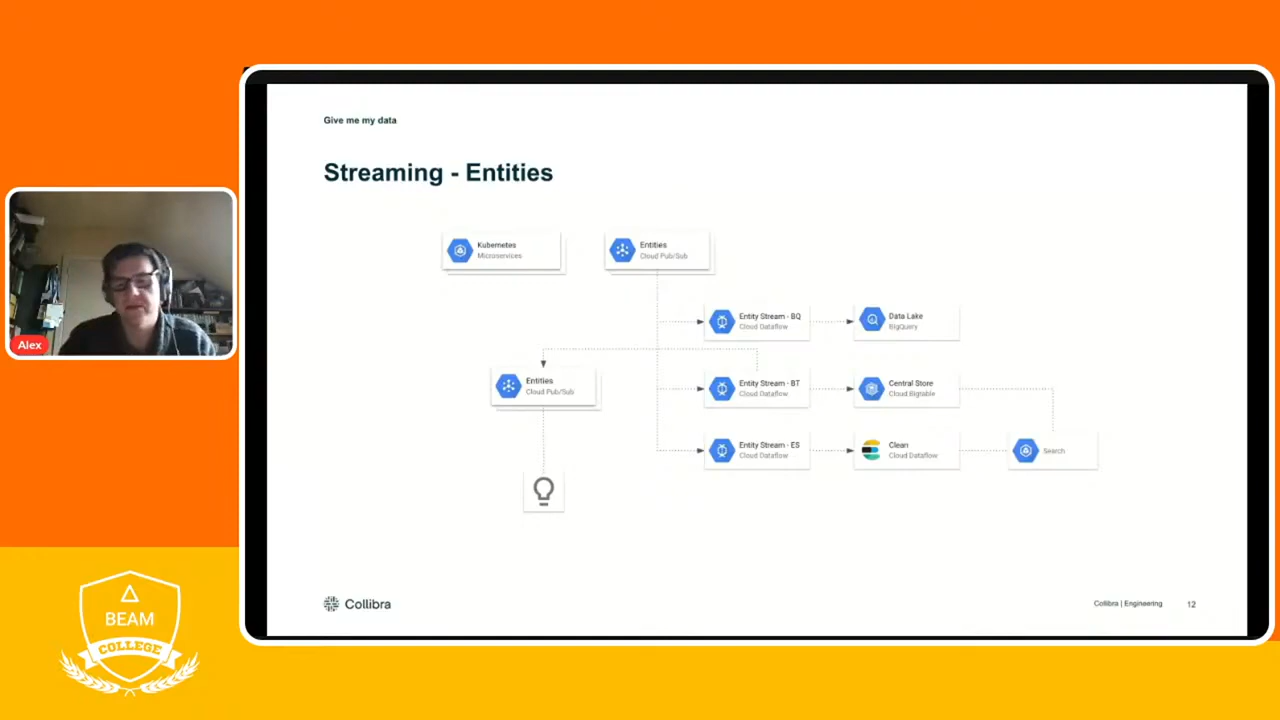 Give me my data
Streaming - Entities
Kubernetes
Microservices
Entities
Cloud Pub/Sub
Entity Stream - BQ
Cloud Dataflow
Data Lake
BigQuery
Entities
Cloud Pub/Sub
Entity Stream - BT
Cloud Dataflow
Central Store
Cloud Bigtable
Entity Stream - ES
Cloud Dataflow
Clean
Cloud Dataflow
Search
Alex
Collibra
Collibra | Engineering
12
BEAM
COLLEGE